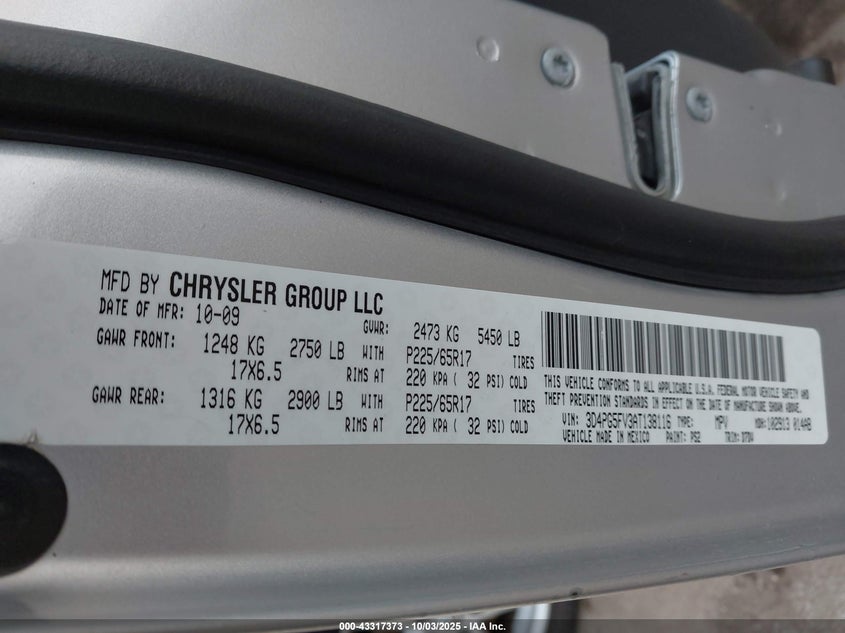 MFD BY CHRYSLER GROUP LLC
DATE OF MFR: 10-09 GVWR: 2473 KG 5450 LB
GAWR FRONT: 1248 KG 2750 LB WITH P225/65R17 TIRES
17X6.5 RIMS AT 220 KPA ( 32 PSI) COLD
GAWR REAR: 1316 KG 2900 LB WITH P225/65R17 TIRES
17X6.5 RIMS AT 220 KPA ( 32 PSI) COLD
THIS VEHICLE CONFORMS TO ALL APPLICABLE U.S.A. FEDERAL MOTOR VEHICLE SAFETY AND
THEFT PREVENTION STANDARDS IN EFFECT ON THE DATE OF MANUFACTURE SHOWN ABOVE.
VIN: 3D4PG5FV3AT138116 TYPE: MPV MDH: 102913 014AB
VEHICLE MADE IN MEXICO PAINT: PS2 TRIM:
000-43317373 - 10/03/2025 - IAA Inc.